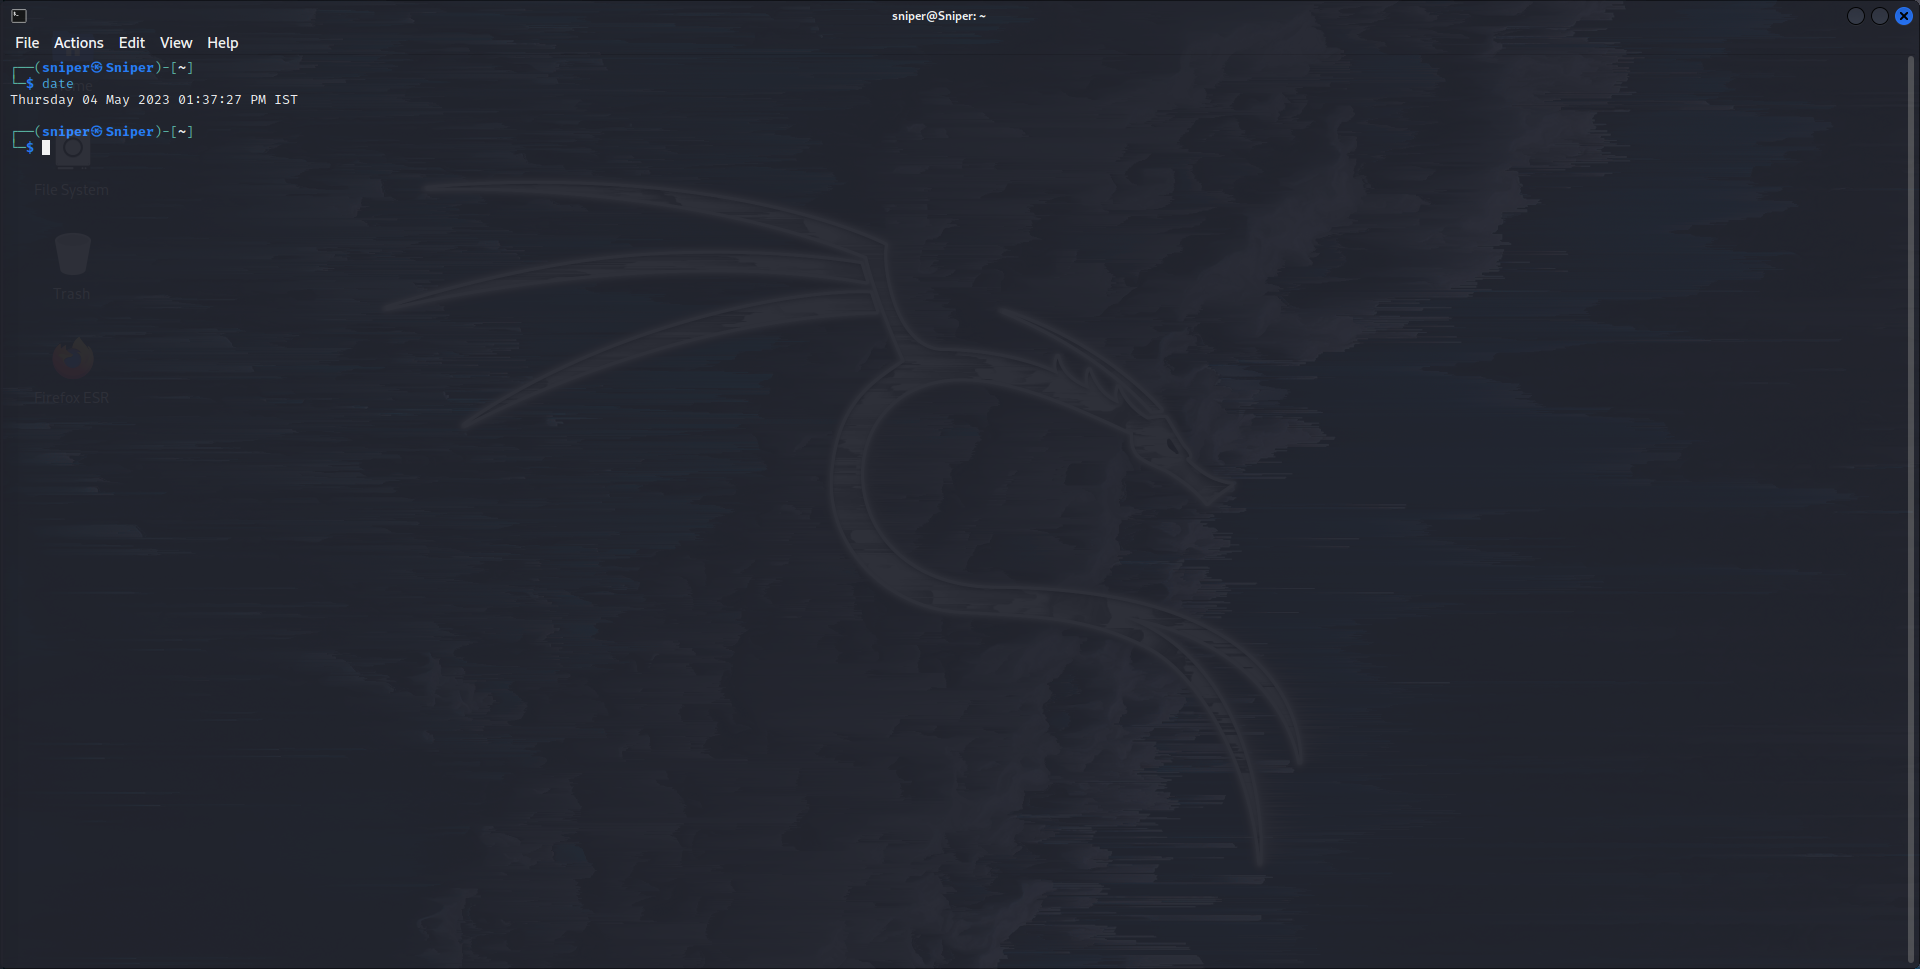 sniper@Sniper: ~
File Actions Edit View Help
┌──(sniper㉿Sniper)-[~]
└─$ date
Thursday 04 May 2023 01:37:27 PM IST
┌──(sniper㉿Sniper)-[~]
└─$
File System
Trash
Firefox ESR